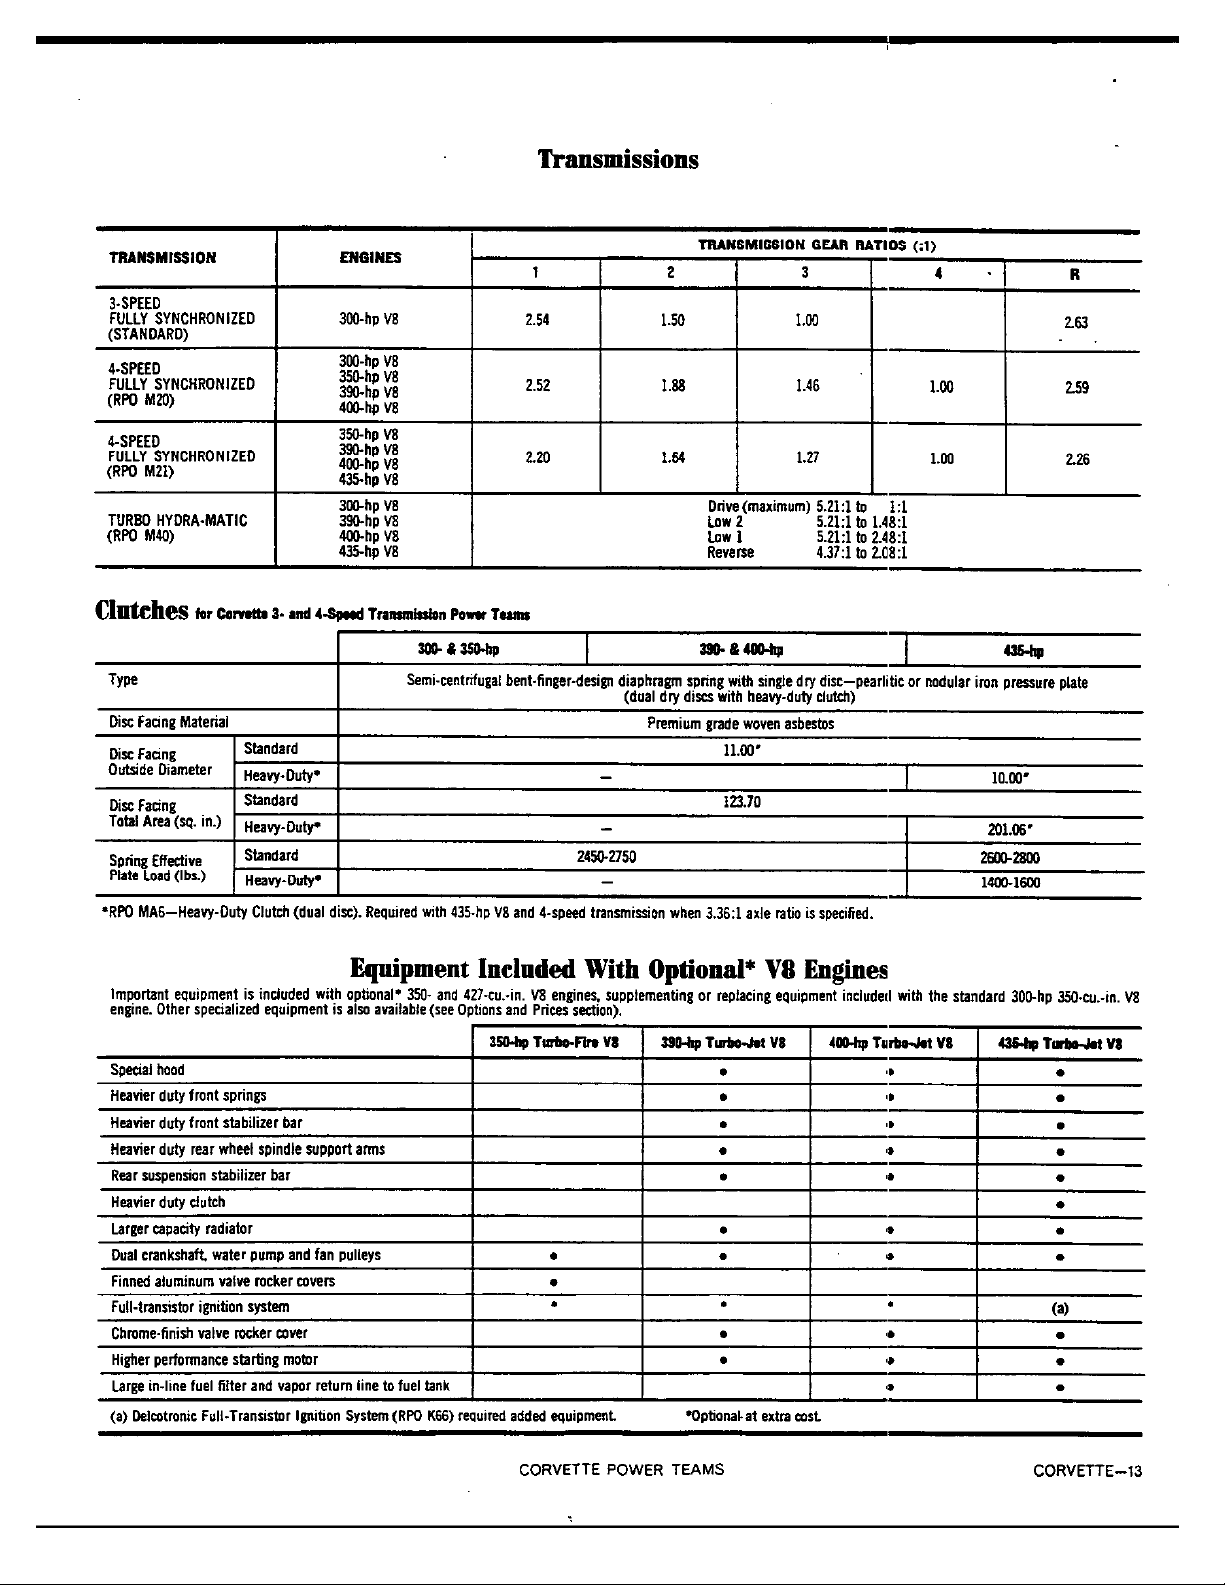 Transmissions
TRANSMISSION ENGINES TRANSMISSION GEAR RATIOS (:1)
1 2 3 4 R
3-SPEED
FULLY SYNCHRONIZED 300-hp V8 2.54 1.50 1.00 2.63
(STANDARD)
300-hp V8
4-SPEED 350-hp V8
FULLY SYNCHRONIZED 390-hp V8 2.52 1.88 1.46 1.00 2.59
(RPO M20) 400-hp V8
350-hp V8
4-SPEED 390-hp V8
FULLY SYNCHRONIZED 400-hp V8 2.20 1.64 1.27 1.00 2.26
(RPO M21) 435-hp V8
300-hp V8 Drive (maximum) 5.21:1 to 1:1
TURBO HYDRA-MATIC 390-hp V8 Low 2 5.21:1 to 1.48:1
(RPO M40) 400-hp V8 Low 1 5.21:1 to 2.48:1
435-hp V8 Reverse 4.37:1 to 2.08:1
Clutches for Corvette 3- and 4-Speed Transmission Power Teams
300- & 350-hp 390- & 400-hp 435-hp
Type Semi-centrifugal bent-finger-design diaphragm spring with single dry disc—pearlitic or nodular iron pressure plate
(dual dry discs with heavy-duty clutch)
Disc Facing Material Premium grade woven asbestos
Disc Facing Standard 11.00"
Outside Diameter Heavy-Duty* — 10.00"
Disc Facing Standard 123.70
Total Area (sq. in.) Heavy-Duty* — 201.06"
Spring Effective Standard 2450-2750 2600-2800
Plate Load (lbs.) Heavy-Duty* — 1400-1600
*RPO MA6—Heavy-Duty Clutch (dual disc). Required with 435-hp V8 and 4-speed transmission when 3.36:1 axle ratio is specified.
Equipment Included With Optional* V8 Engines
Important equipment is included with optional* 350- and 427-cu.-in. V8 engines, supplementing or replacing equipment included with the standard 300-hp 350-cu.-in. V8
engine. Other specialized equipment is also available (see Options and Prices section).
350-hp Turbo-Fire V8 390-hp Turbo-Jet V8 400-hp Turbo-Jet V8 435-hp Turbo-Jet V8
Special hood • • •
Heavier duty front springs • • •
Heavier duty front stabilizer bar • • •
Heavier duty rear wheel spindle support arms • • •
Rear suspension stabilizer bar • • •
Heavier duty clutch •
Larger capacity radiator • • •
Dual crankshaft, water pump and fan pulleys • • • •
Finned aluminum valve rocker covers •
Full-transistor ignition system * * * (a)
Chrome-finish valve rocker cover • • •
Higher performance starting motor • • •
Large in-line fuel filter and vapor return line to fuel tank • •
(a) Delcotronic Full-Transistor Ignition System (RPO K66) required added equipment. *Optional at extra cost.
CORVETTE POWER TEAMS CORVETTE—13